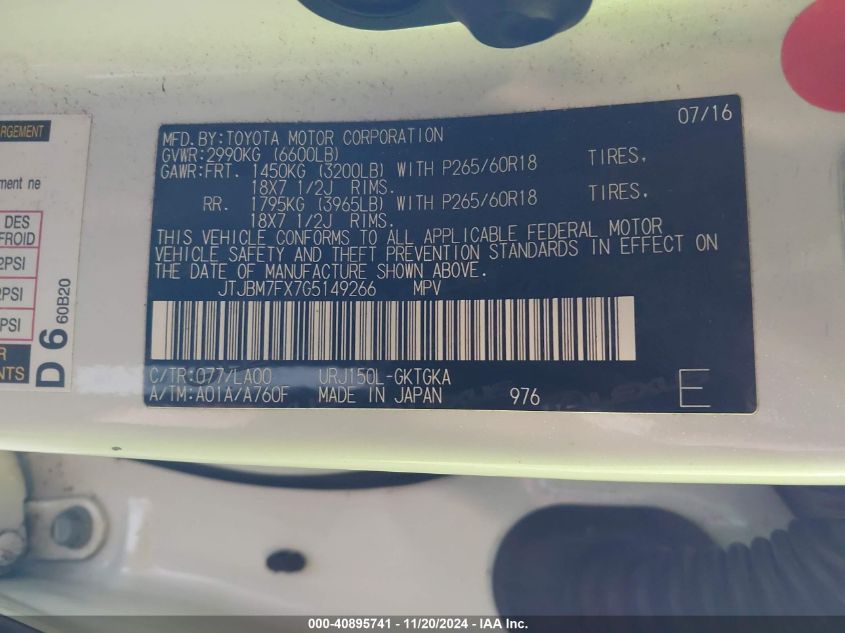 07/16
MFD.BY:TOYOTA MOTOR CORPORATION
GVWR:2990KG (6600LB)
GAWR:FRT. 1450KG (3200LB) WITH P265/60R18 TIRES,
18X7 1/2J RIMS.
RR. 1795KG (3965LB) WITH P265/60R18 TIRES,
18X7 1/2J RIMS.
THIS VEHICLE CONFORMS TO ALL APPLICABLE FEDERAL MOTOR
VEHICLE SAFETY AND THEFT PREVENTION STANDARDS IN EFFECT ON
THE DATE OF MANUFACTURE SHOWN ABOVE.
JTJBM7FX7G5149266 MPV
C/TR:077/LA00 URJ150L-GKTGKA
A/TM:A01A/A760F MADE IN JAPAN 976 E
ment ne
DES
FROID
PSI
PSI
PSI
NTS
D 6 60B20
000-40895741 - 11/20/2024 - IAA Inc.